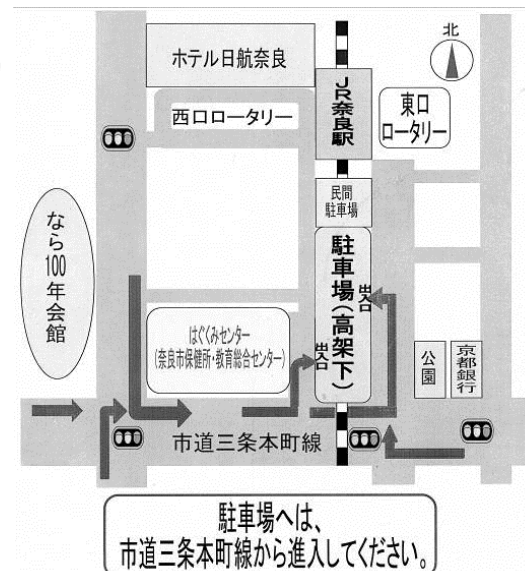 ホテル日航奈良
北
JR奈良駅
東口
ロータリー
西口ロータリー
民間
駐車場
なら100年会館
駐車場(高架下)
出入口
出入口
はぐくみセンター
(奈良市保健所・教育総合センター)
公園
京都銀行
市道三条本町線
駐車場へは、
市道三条本町線から進入してください。